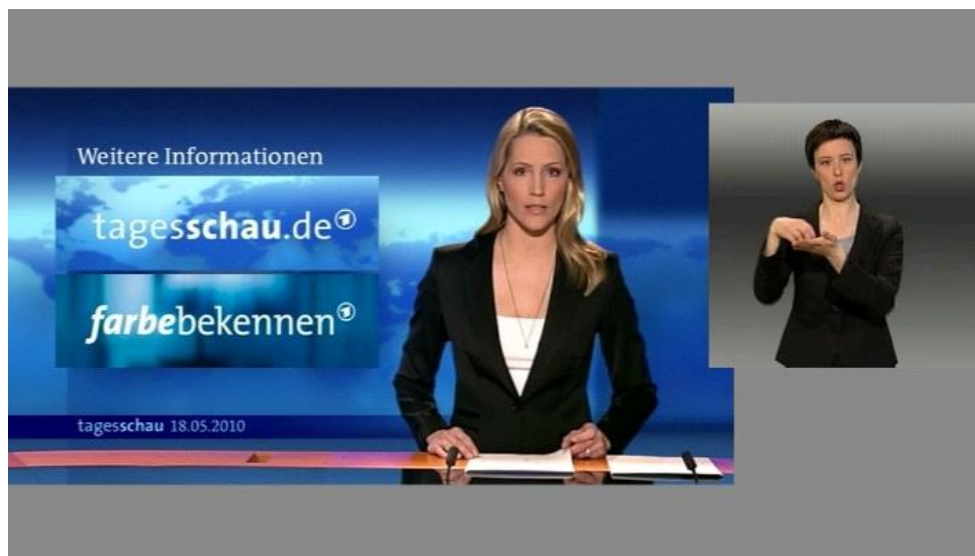 Weitere Informationen
tagesschau.de
farbebekennen
tagesschau 18.05.2010